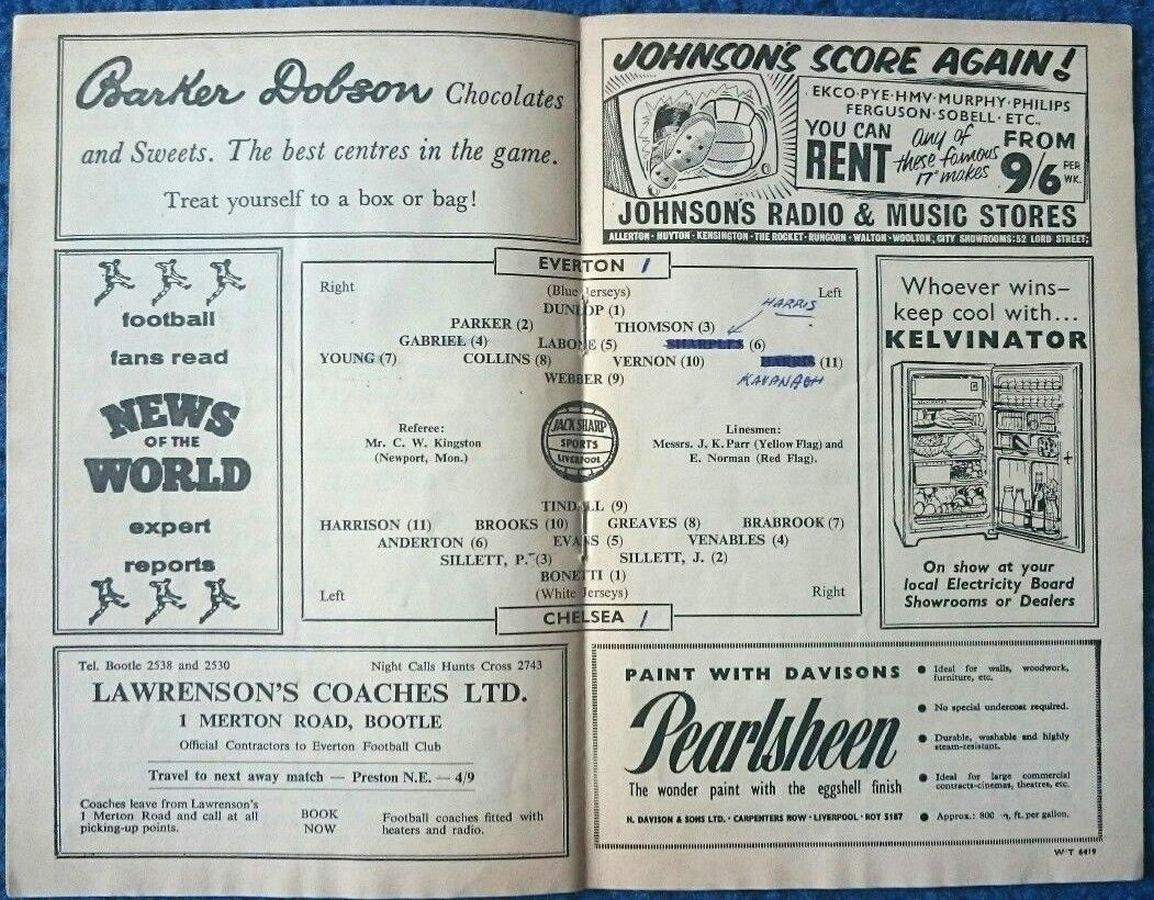 Barker Dobson Chocolates
and Sweets. The best centres in the game.
Treat yourself to a box or bag!
JOHNSON'S SCORE AGAIN!
EKCO·PYE·HMV·MURPHY·PHILIPS
FERGUSON·SOBELL·ETC.,
YOU CAN RENT
any of these famous 17" makes
FROM 9/6 PER WK.
JOHNSON'S RADIO & MUSIC STORES
ALLERTON·HUYTON·KENSINGTON·THE ROCKET·RUNCORN·WALTON·WOOLTON, CITY SHOWROOMS: 52 LORD STREET;
football
fans read
NEWS
OF THE
WORLD
expert
reports
EVERTON 1
Right (Blue Jerseys) Left
DUNLOP (1) HARRIS
PARKER (2) THOMSON (3)
GABRIEL (4) LABONE (5) SHARPLES (6)
YOUNG (7) COLLINS (8) VERNON (10) HARRIS (11)
WEBBER (9) KAVANAGH
Referee:
Mr. C. W. Kingston
(Newport, Mon.)
JACK SHARP
SPORTS
LIVERPOOL
Linesmen:
Messrs. J. K. Parr (Yellow Flag) and
E. Norman (Red Flag).
TINDALL (9)
HARRISON (11) BROOKS (10) GREAVES (8) BRABROOK (7)
ANDERTON (6) EVANS (5) VENABLES (4)
SILLETT, P. (3) SILLETT, J. (2)
BONETTI (1)
Left (White Jerseys) Right
CHELSEA 1
Whoever wins–
keep cool with...
KELVINATOR
On show at your
local Electricity Board
Showrooms or Dealers
Tel. Bootle 2538 and 2530 Night Calls Hunts Cross 2743
LAWRENSON'S COACHES LTD.
1 MERTON ROAD, BOOTLE
Official Contractors to Everton Football Club
Travel to next away match — Preston N.E. — 4/9
Coaches leave from Lawrenson's
1 Merton Road and call at all
picking-up points.
BOOK
NOW
Football coaches fitted with
heaters and radio.
PAINT WITH DAVISONS
Pearlsheen
The wonder paint with the eggshell finish
H. DAVISON & SONS LTD. · CARPENTERS ROW · LIVERPOOL · ROY 5187
● Ideal for walls, woodwork,
furniture, etc.
● No special undercoat required.
● Durable, washable and highly
steam-resistant.
● Ideal for large commercial
contracts-cinemas, theatres, etc.
● Approx.: 800 ft. per gallon.
W/T 6419